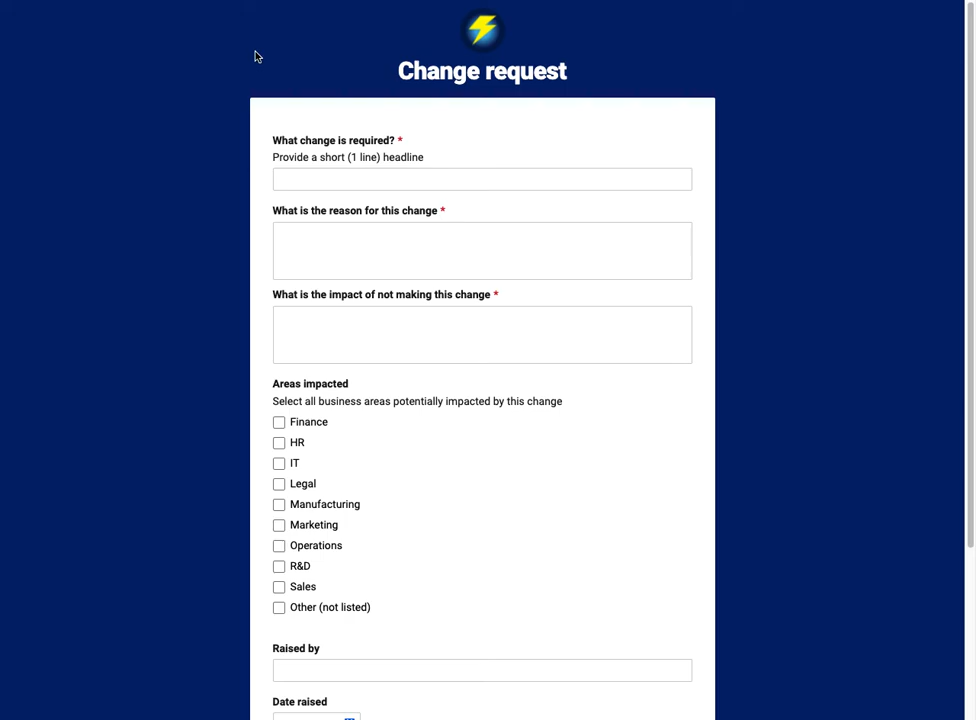 Change request
What change is required? *
Provide a short (1 line) headline
What is the reason for this change *
What is the impact of not making this change *
Areas impacted
Select all business areas potentially impacted by this change
Finance
HR
IT
Legal
Manufacturing
Marketing
Operations
R&D
Sales
Other (not listed)
Raised by
Date raised